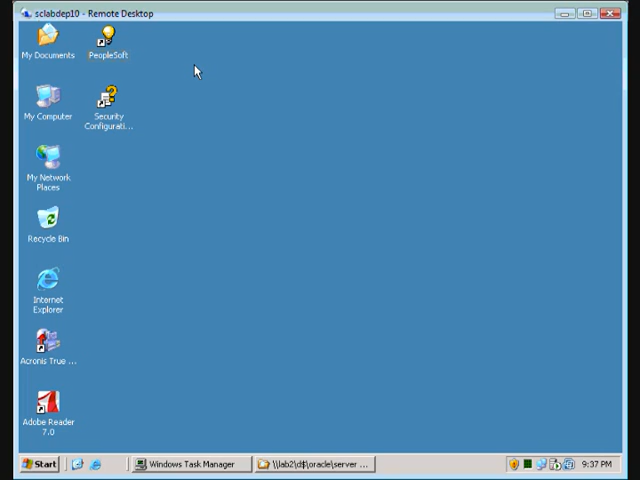 sclabdep10 - Remote Desktop
My Documents
PeopleSoft
My Computer
Security
Configurati...
My Network
Places
Recycle Bin
Internet
Explorer
Acronis True ...
Adobe Reader
7.0
Start
Windows Task Manager
\\lab2\d$\oracle\server ...
9:37 PM